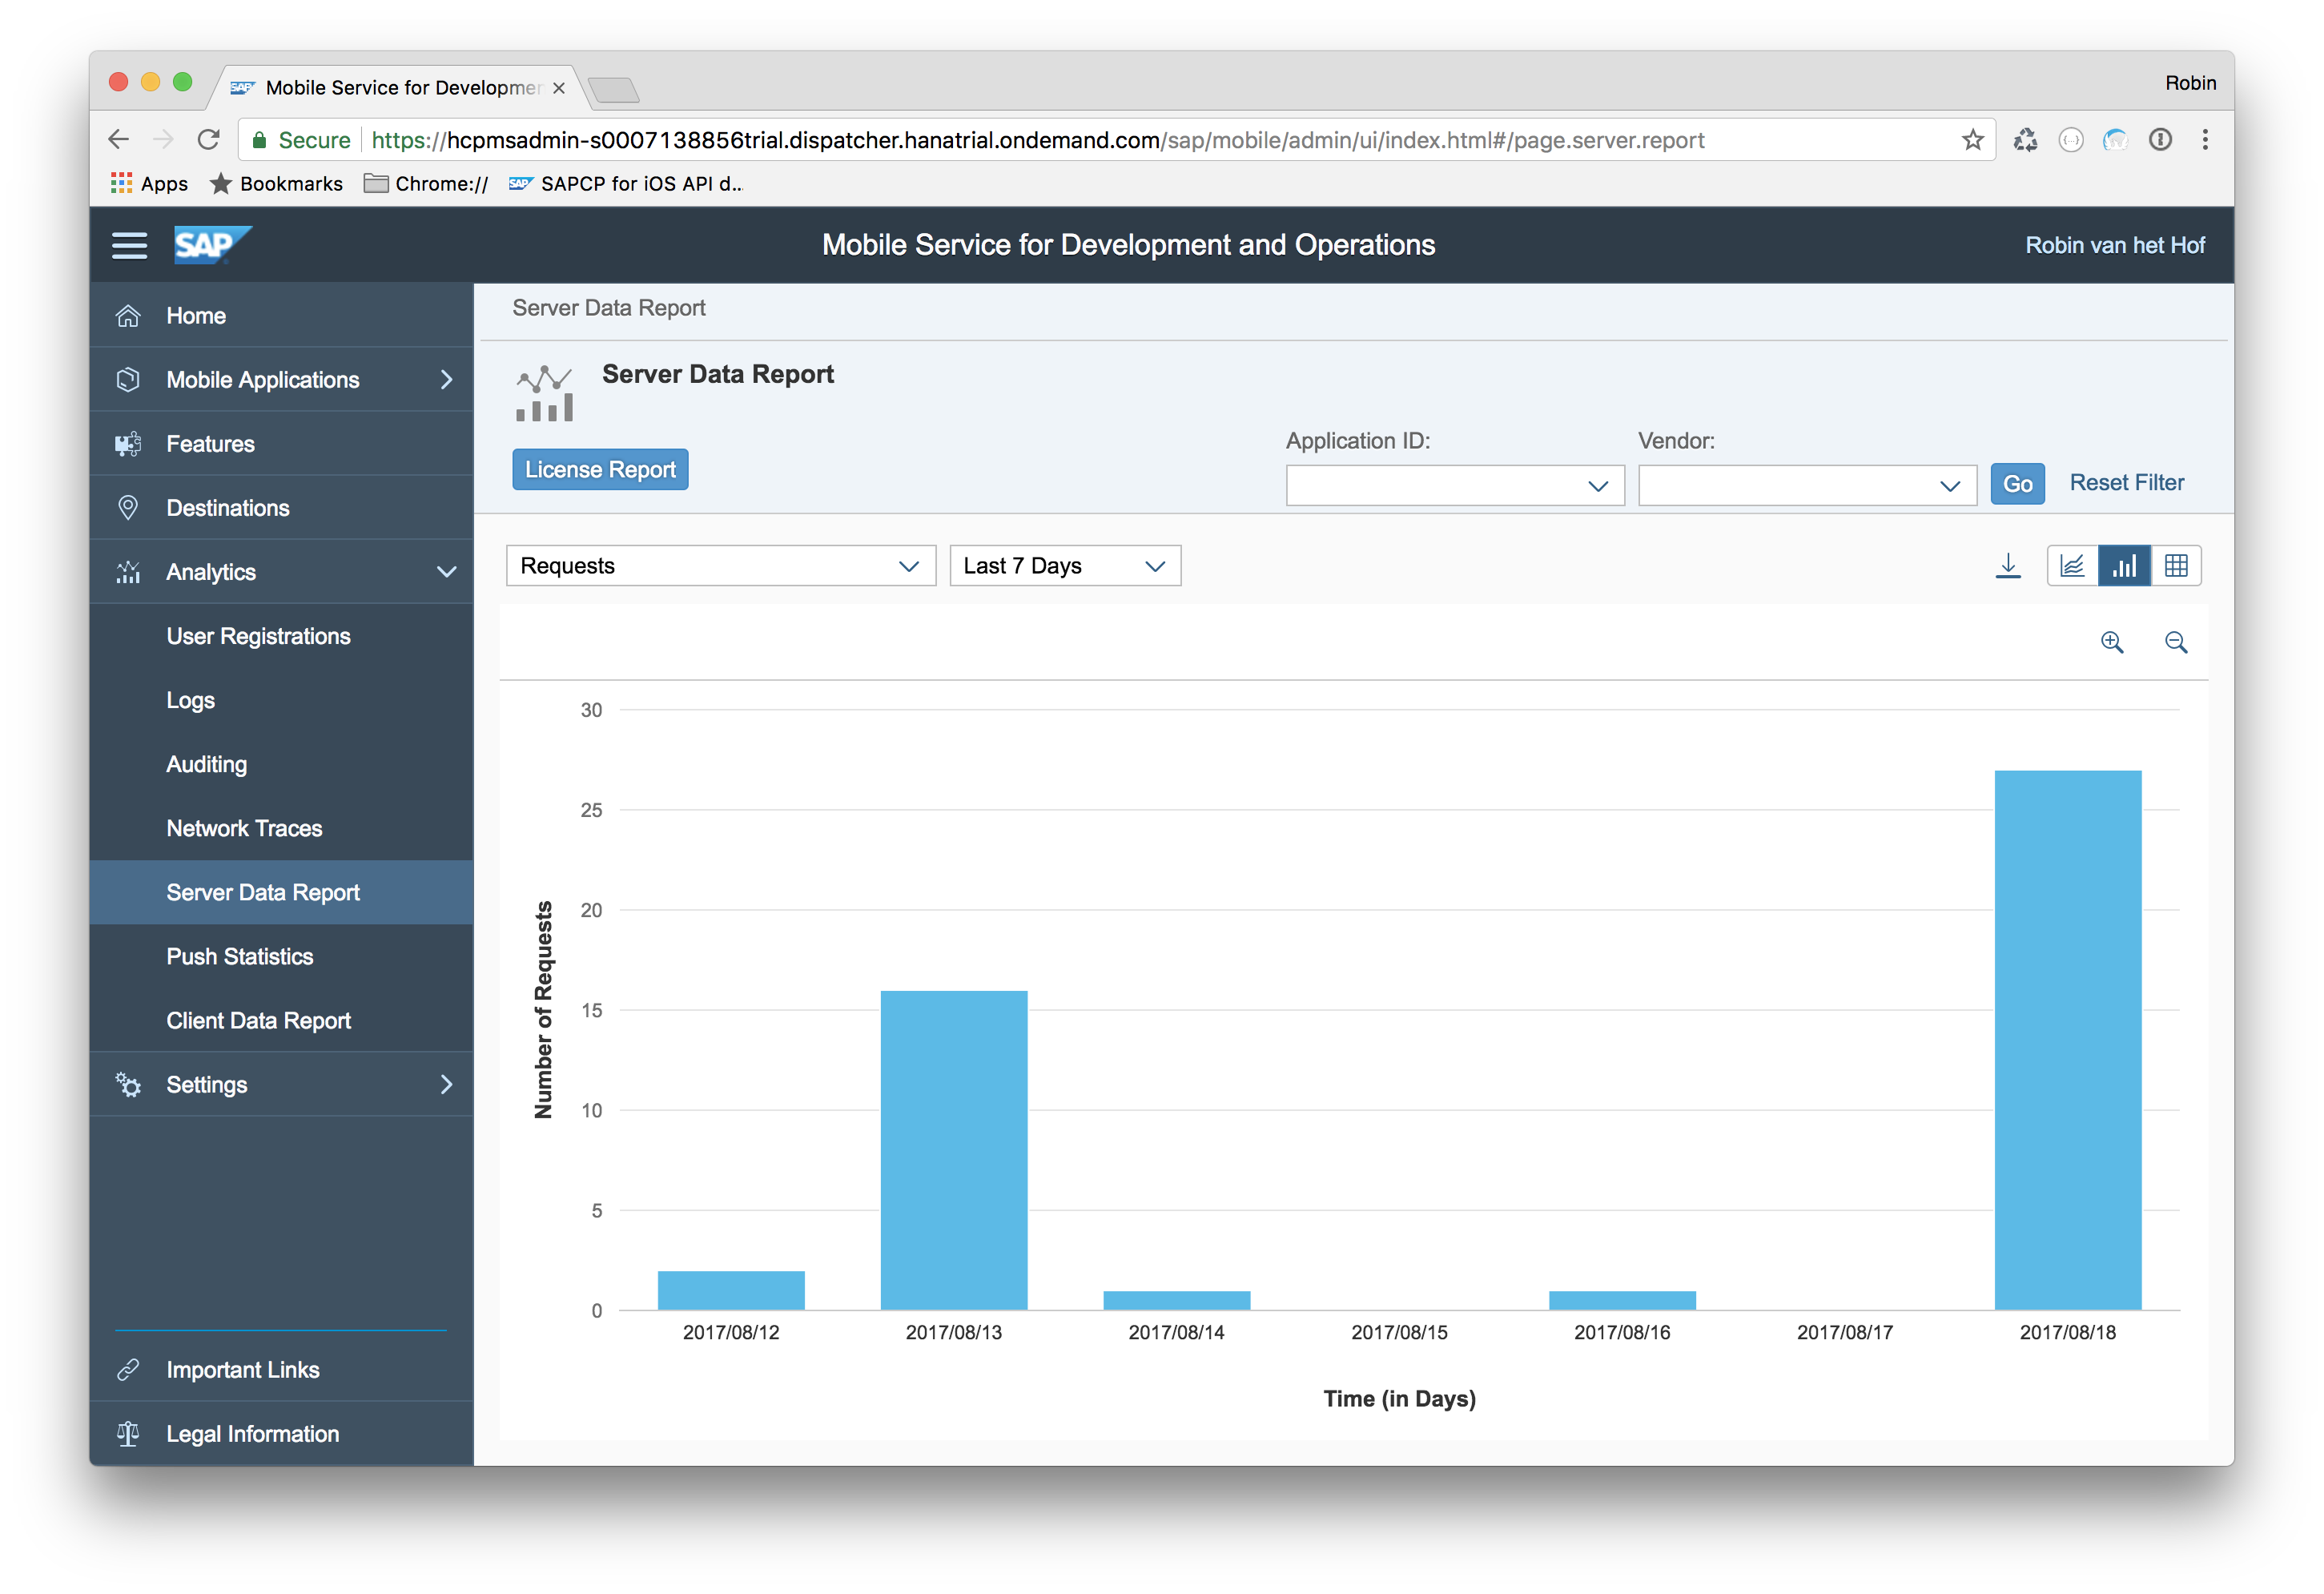 Mobile Service for Developmen
Robin
Secure https://hcpmsadmin-s0007138856trial.dispatcher.hanatrial.ondemand.com/sap/mobile/admin/ui/index.html#/page.server.report
Apps Bookmarks Chrome:// SAP SAPCP for iOS API d...
SAP Mobile Service for Development and Operations Robin van het Hof
Home
Mobile Applications
Features
Destinations
Analytics
User Registrations
Logs
Auditing
Network Traces
Server Data Report
Push Statistics
Client Data Report
Settings
Important Links
Legal Information
Server Data Report
Server Data Report
License Report
Application ID: Vendor:
Go Reset Filter
Requests Last 7 Days
Number of Requests
30
25
20
15
10
5
0
2017/08/12 2017/08/13 2017/08/14 2017/08/15 2017/08/16 2017/08/17 2017/08/18
Time (in Days)